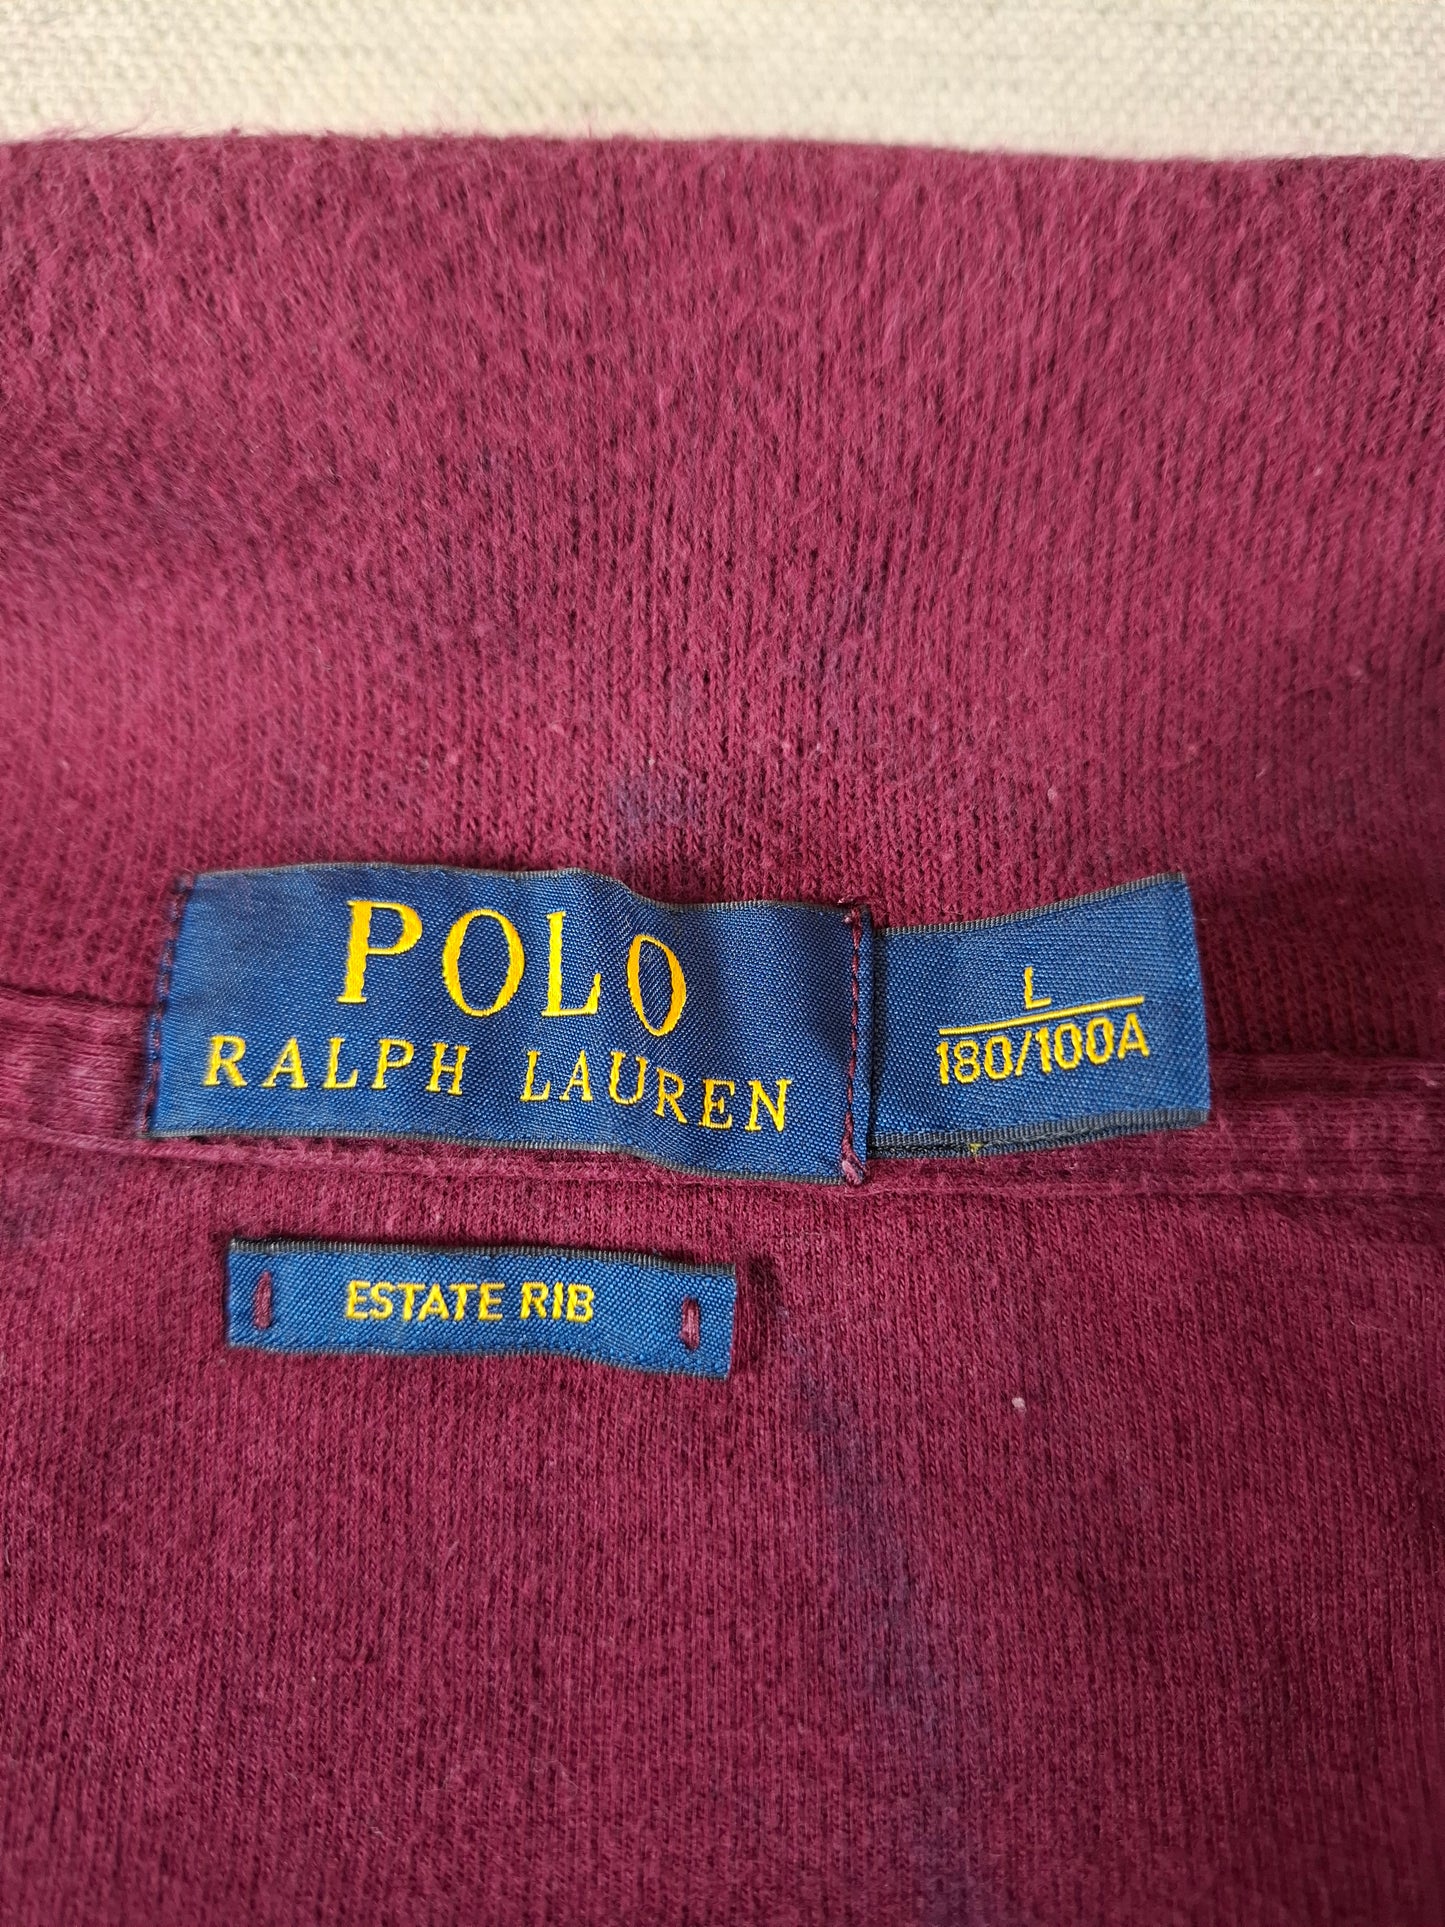 POLO
RALPH LAUREN
L
180/100A
ESTATE RIB